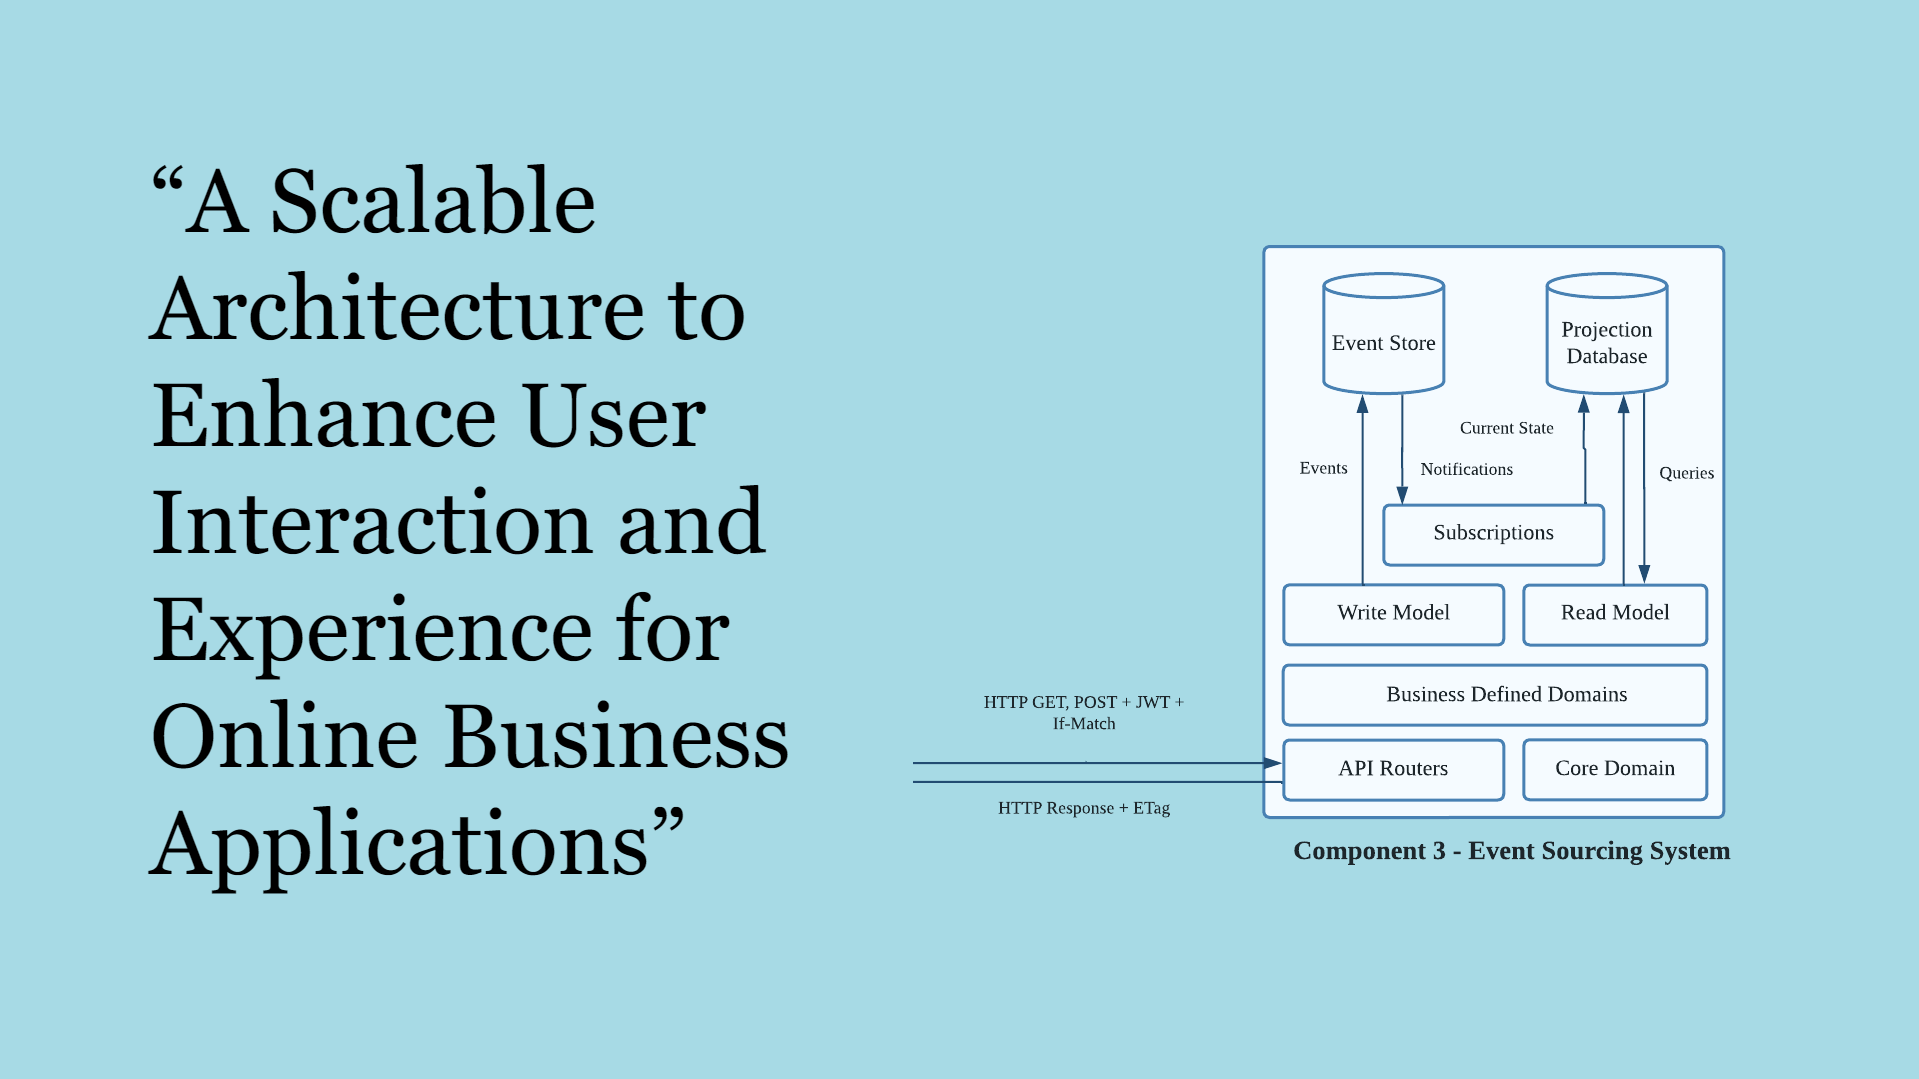 “A Scalable
Architecture to
Enhance User
Interaction and
Experience for
Online Business
Applications”
Event Store
Projection
Database
Current State
Events
Notifications
Queries
Subscriptions
Write Model
Read Model
Business Defined Domains
HTTP GET, POST + JWT +
If-Match
API Routers
Core Domain
HTTP Response + ETag
Component 3 - Event Sourcing System